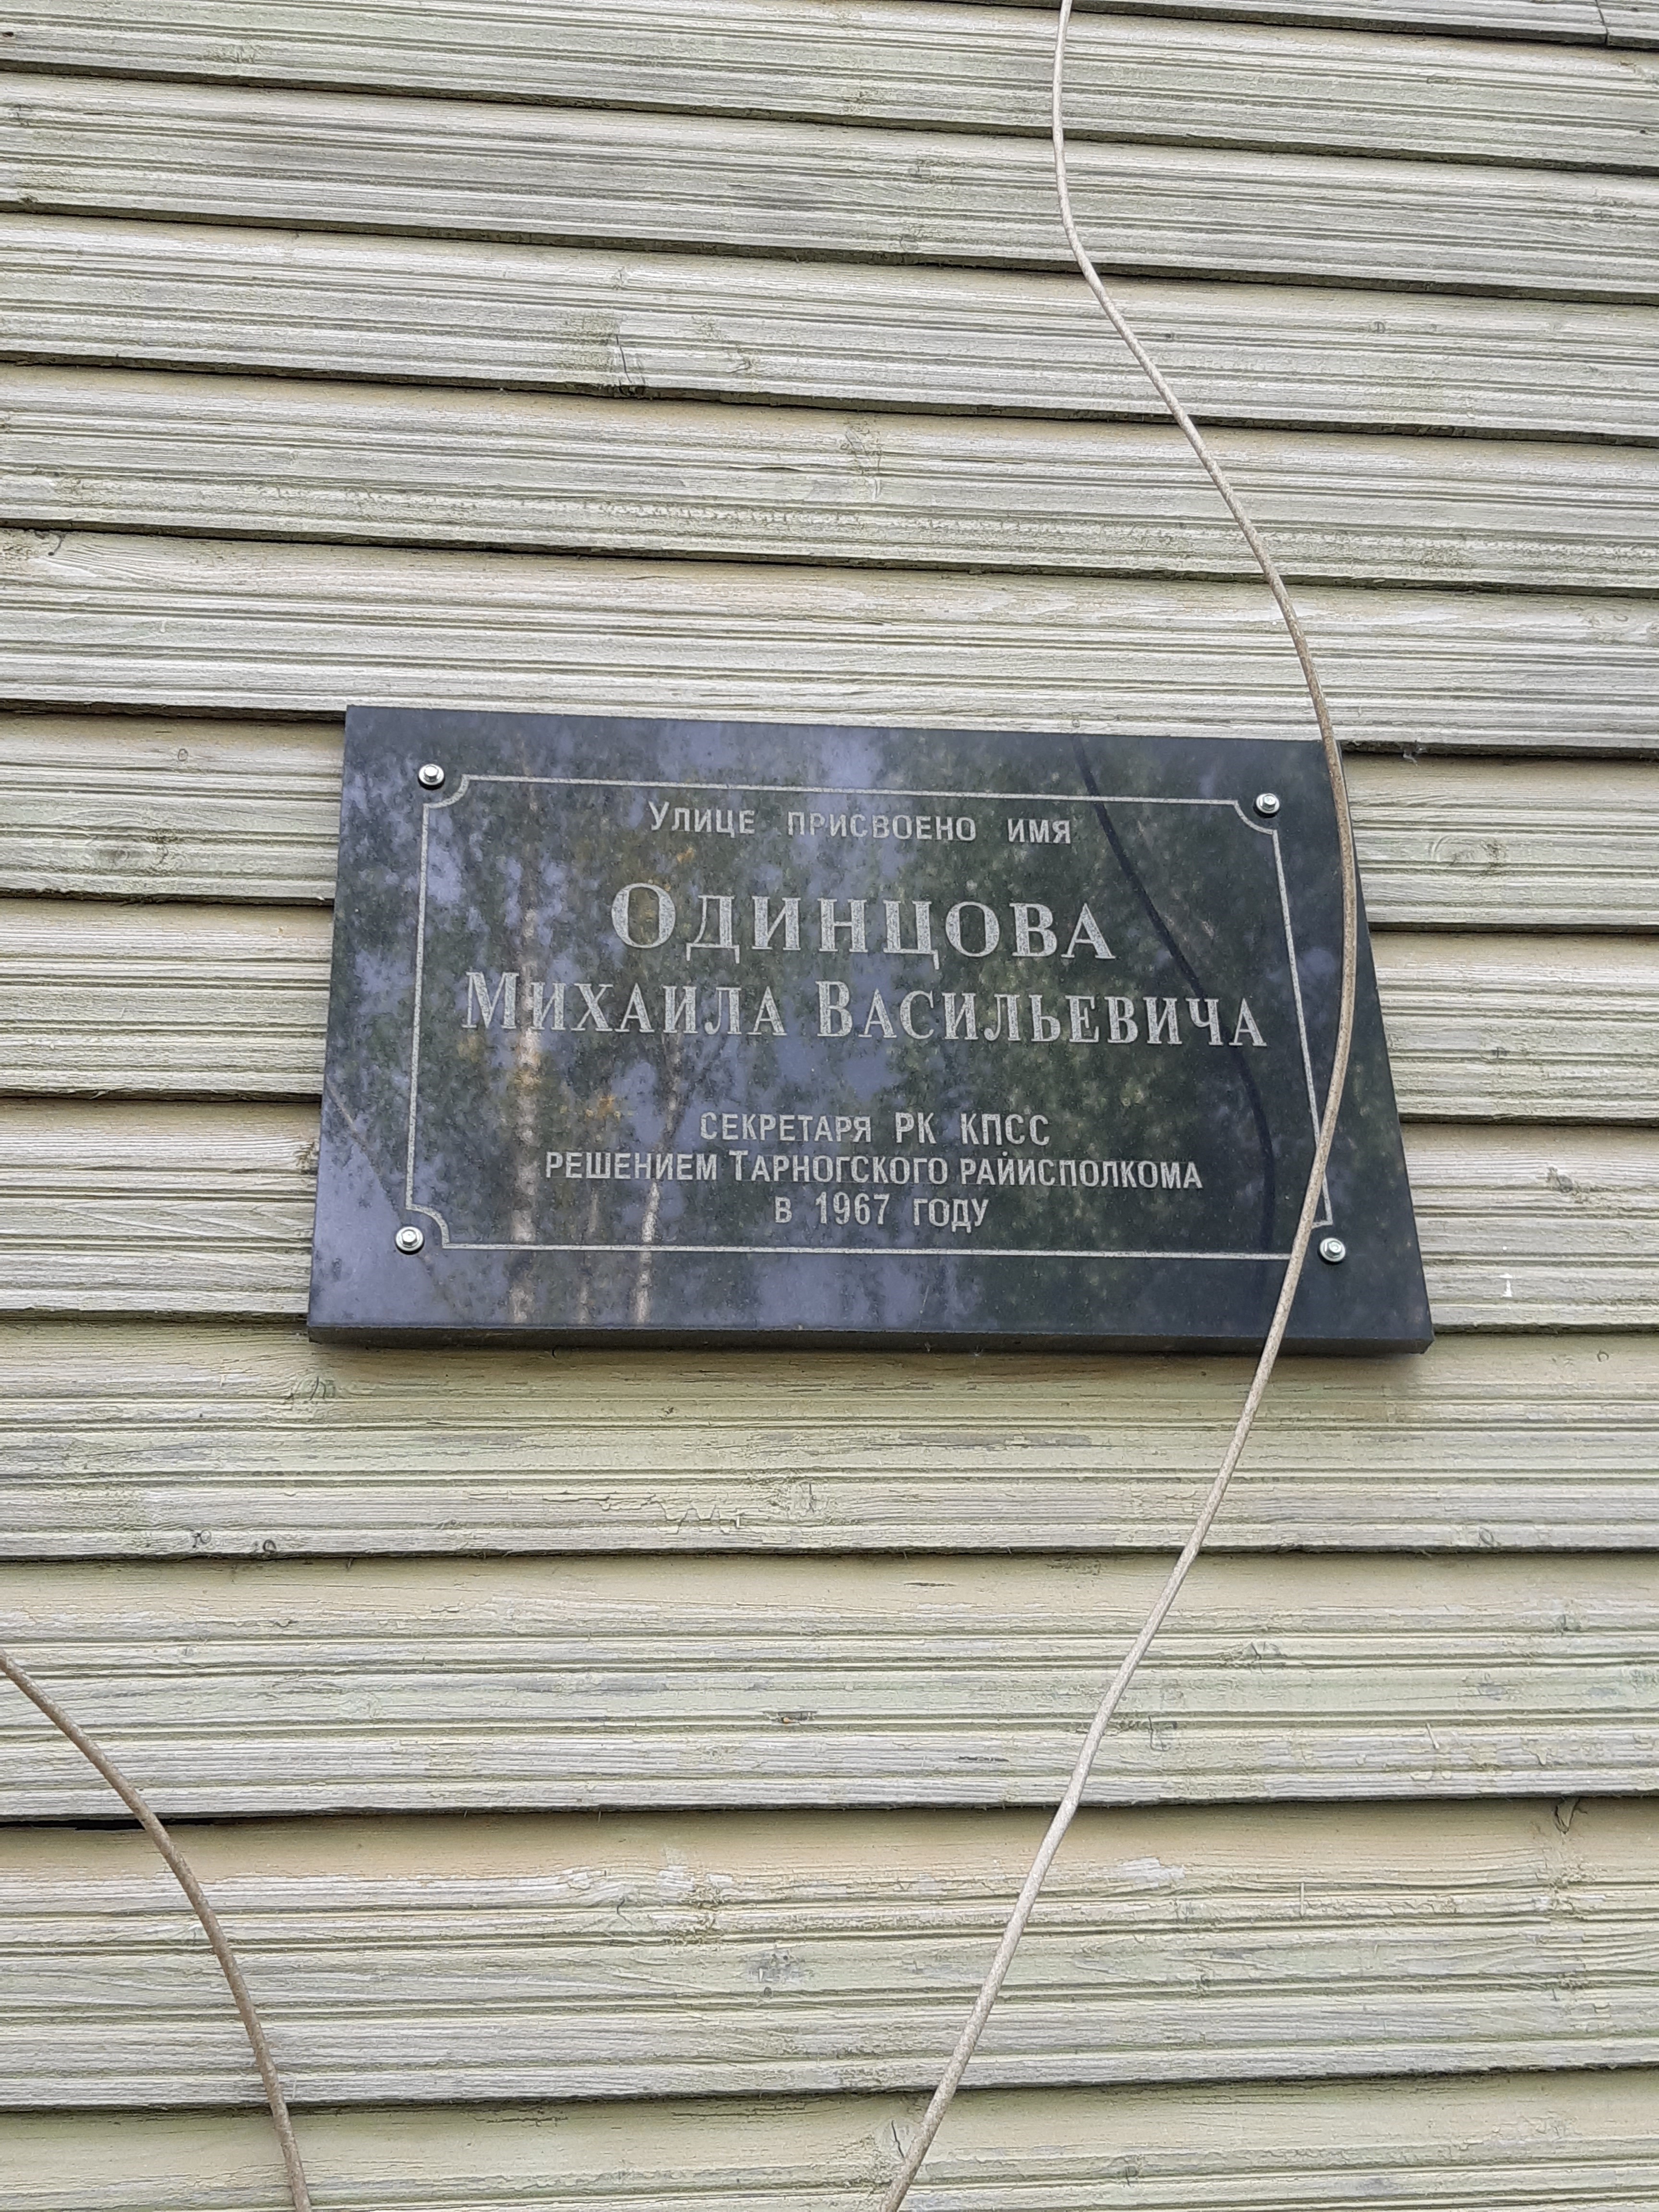 Улице присвоено имя
Одинцова
Михаила Васильевича
секретаря РК КПСС
решением Тарногского райисполкома
в 1967 году